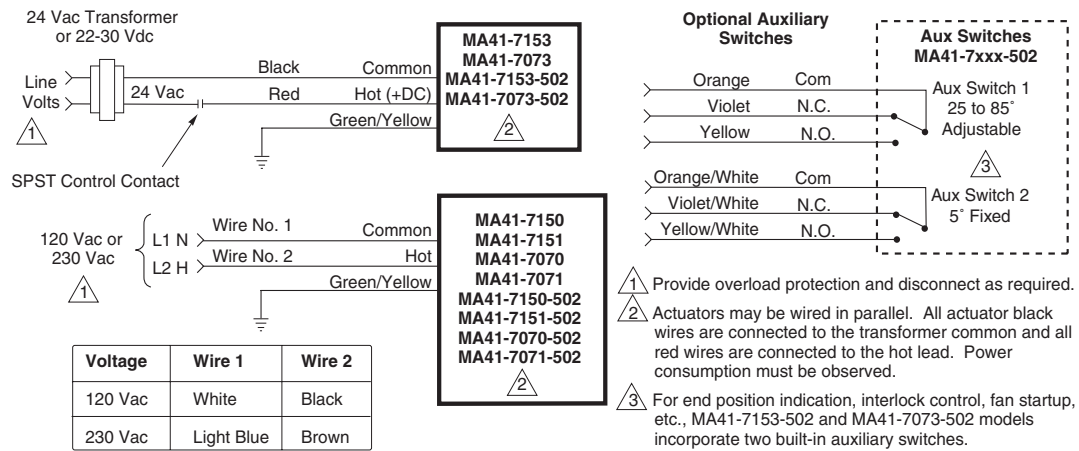 24 Vac Transformer
or 22-30 Vdc
Line
Volts
1
24 Vac
Black
Red
Common
Hot (+DC)
Green/Yellow
SPST Control Contact
MA41-7153
MA41-7073
MA41-7153-502
MA41-7073-502
2
120 Vac or
230 Vac
1
L1 N
L2 H
Wire No. 1
Wire No. 2
Common
Hot
Green/Yellow
MA41-7150
MA41-7151
MA41-7070
MA41-7071
MA41-7150-502
MA41-7151-502
MA41-7070-502
MA41-7071-502
2
Voltage Wire 1 Wire 2
120 Vac White Black
230 Vac Light Blue Brown
Optional Auxiliary
Switches
Aux Switches
MA41-7xxx-502
Orange Com
Violet N.C.
Yellow N.O.
Aux Switch 1
25 to 85°
Adjustable
3
Orange/White Com
Violet/White N.C.
Yellow/White N.O.
Aux Switch 2
5° Fixed
1 Provide overload protection and disconnect as required.
2 Actuators may be wired in parallel. All actuator black
wires are connected to the transformer common and all
red wires are connected to the hot lead. Power
consumption must be observed.
3 For end position indication, interlock control, fan startup,
etc., MA41-7153-502 and MA41-7073-502 models
incorporate two built-in auxiliary switches.